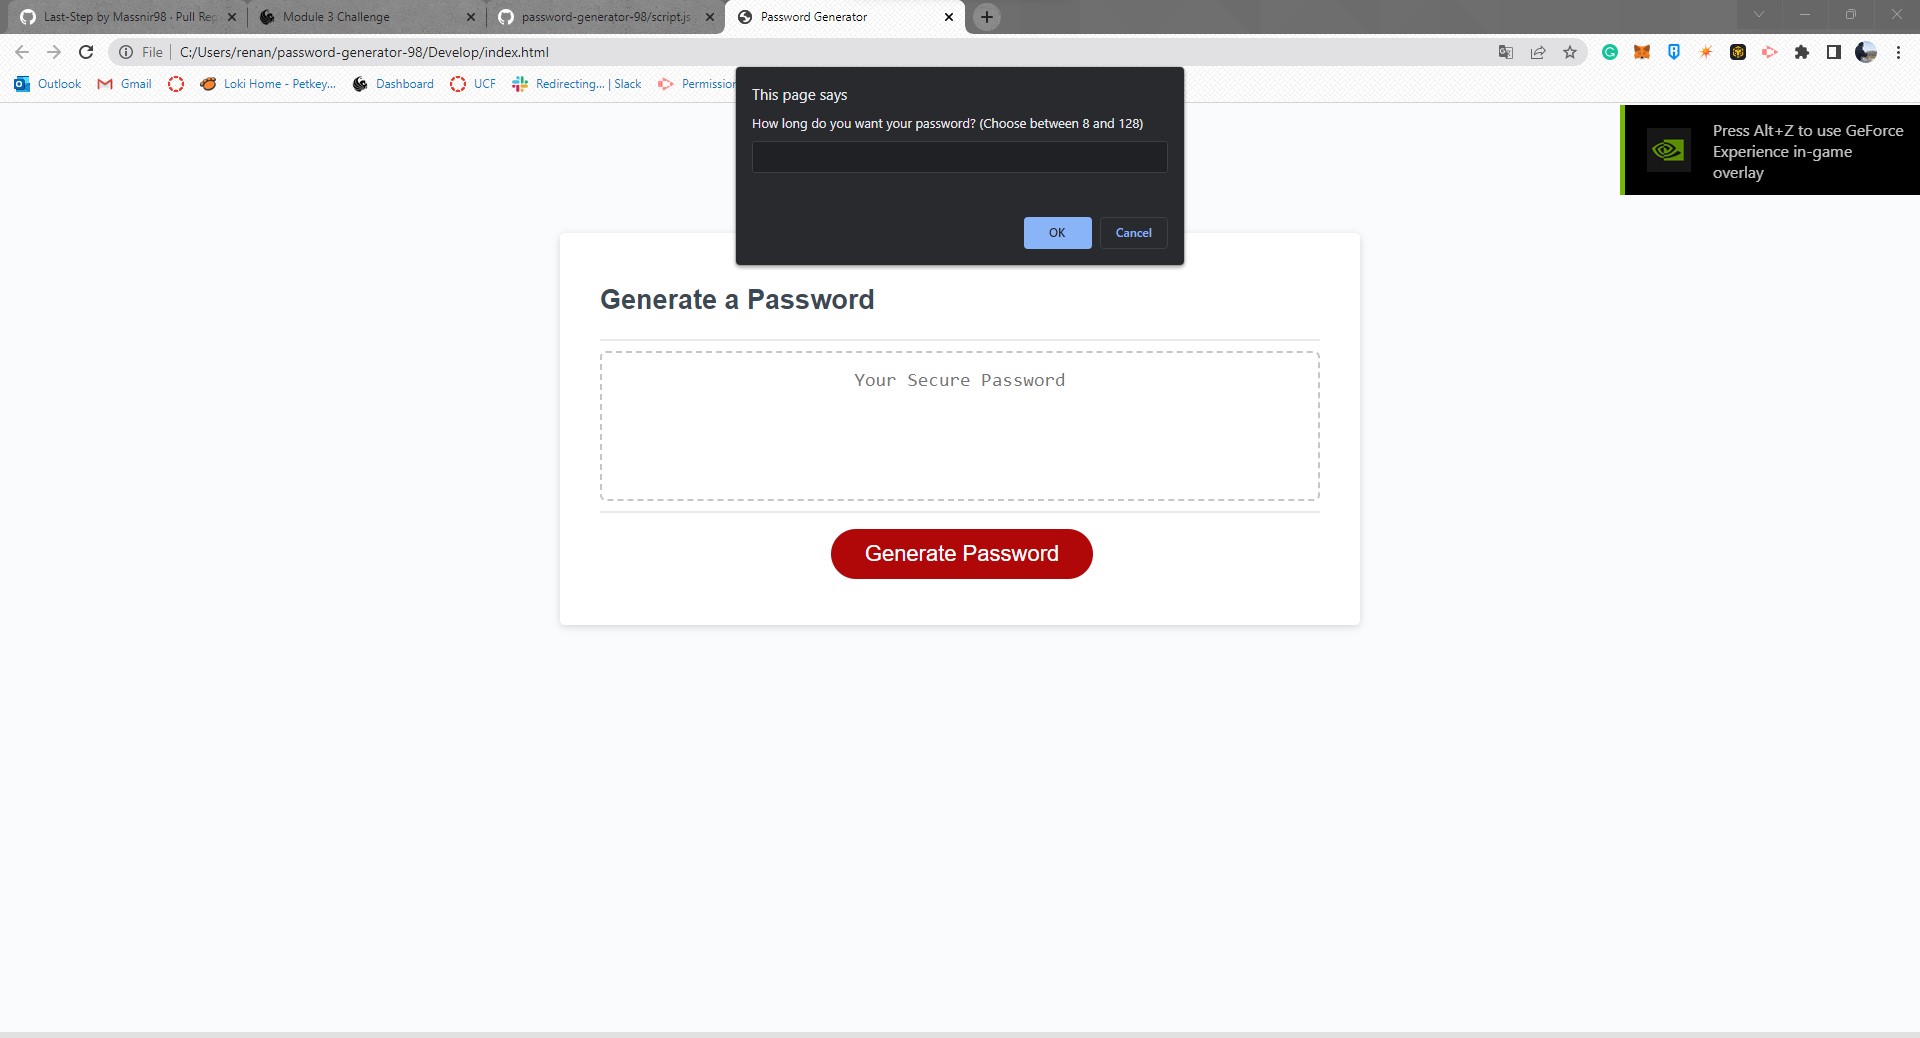 Last-Step by Massnir98 · Pull Req
Module 3 Challenge
password-generator-98/script.js
Password Generator
File
C:/Users/renan/password-generator-98/Develop/index.html
Outlook
Gmail
Loki Home - Petkey...
Dashboard
UCF
Redirecting... | Slack
Permission
This page says
How long do you want your password? (Choose between 8 and 128)
OK
Cancel
Press Alt+Z to use GeForce
Experience in-game
overlay
Generate a Password
Your Secure Password
Generate Password